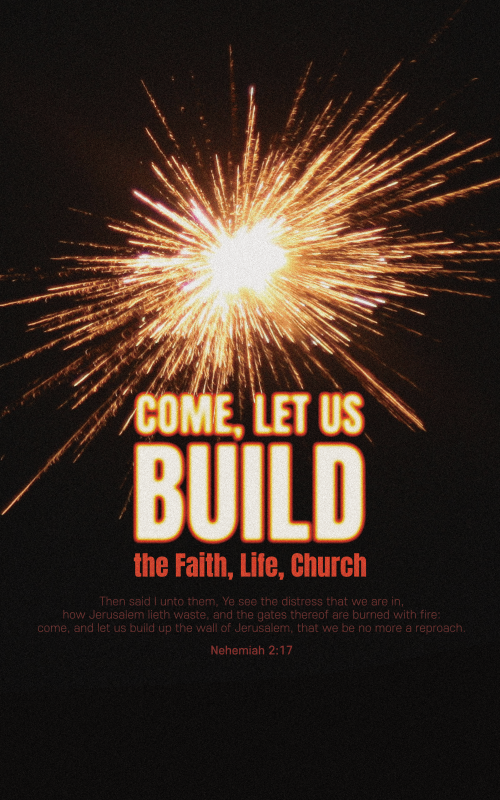 COME, LET US
BUILD
the Faith, Life, Church
Then said I unto them, Ye see the distress that we are in,
how Jerusalem lieth waste, and the gates thereof are burned with fire:
come, and let us build up the wall of Jerusalem, that we be no more a reproach.
Nehemiah 2:17